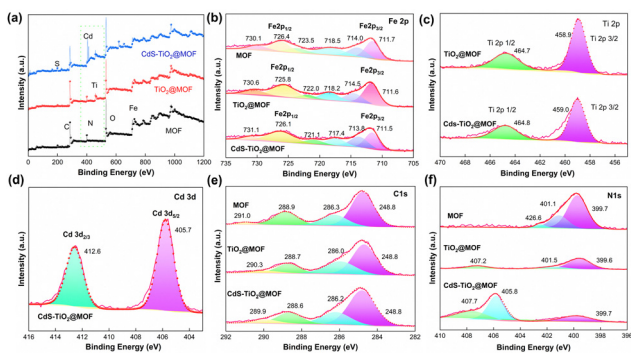 (a)
Cd
S
CdS-TiO2@MOF
Ti
TiO2@MOF
C
N
O
Fe
MOF
Intensity (a.u.)
0 200 400 600 800 1000 1200
Binding Energy (eV)
(b)
Fe2p1/2 Fe2p3/2 Fe 2p
730.1 726.4 723.5 718.5 714.0 711.7
MOF
Fe2p1/2 Fe2p3/2
730.6 725.8 722.0 718.2 714.5 711.6
TiO2@MOF
Fe2p1/2 Fe2p3/2
731.1 726.1 721.1 717.4 713.8 711.5
CdS-TiO2@MOF
Intensity (a.u.)
735 730 725 720 715 710 705
Binding Energy (eV)
(c)
Ti 2p
458.9 Ti 2p 3/2
Ti 2p 1/2
464.7
TiO2@MOF
459.0 Ti 2p 3/2
Ti 2p 1/2
464.8
Cds-TiO2@MOF
Intensity (a.u.)
470 468 466 464 462 460 458 456
Binding Energy (eV)
(d)
Cd 3d
Cd 3d5/2
405.7
Cd 3d2/3
412.6
CdS-TiO2@MOF
Intensity (a.u.)
416 414 412 410 408 406 404
Binding Energy (eV)
(e)
C1s
MOF
291.0 288.9 286.3 248.8
TiO2@MOF
290.3 288.7 286.0 248.8
CdS-TiO2@MOF
289.9 288.6 286.2 248.8
Intensity (a.u.)
292 290 288 286 284 282
Binding Energy (eV)
(f)
N1s
MOF
426.6 401.1 399.7
TiO2@MOF
407.2 401.5 399.6
CdS-TiO2@MOF
407.7 405.8 399.7
Intensity (a.u.)
410 408 406 404 402 400 398 396
Binding Energy (eV)